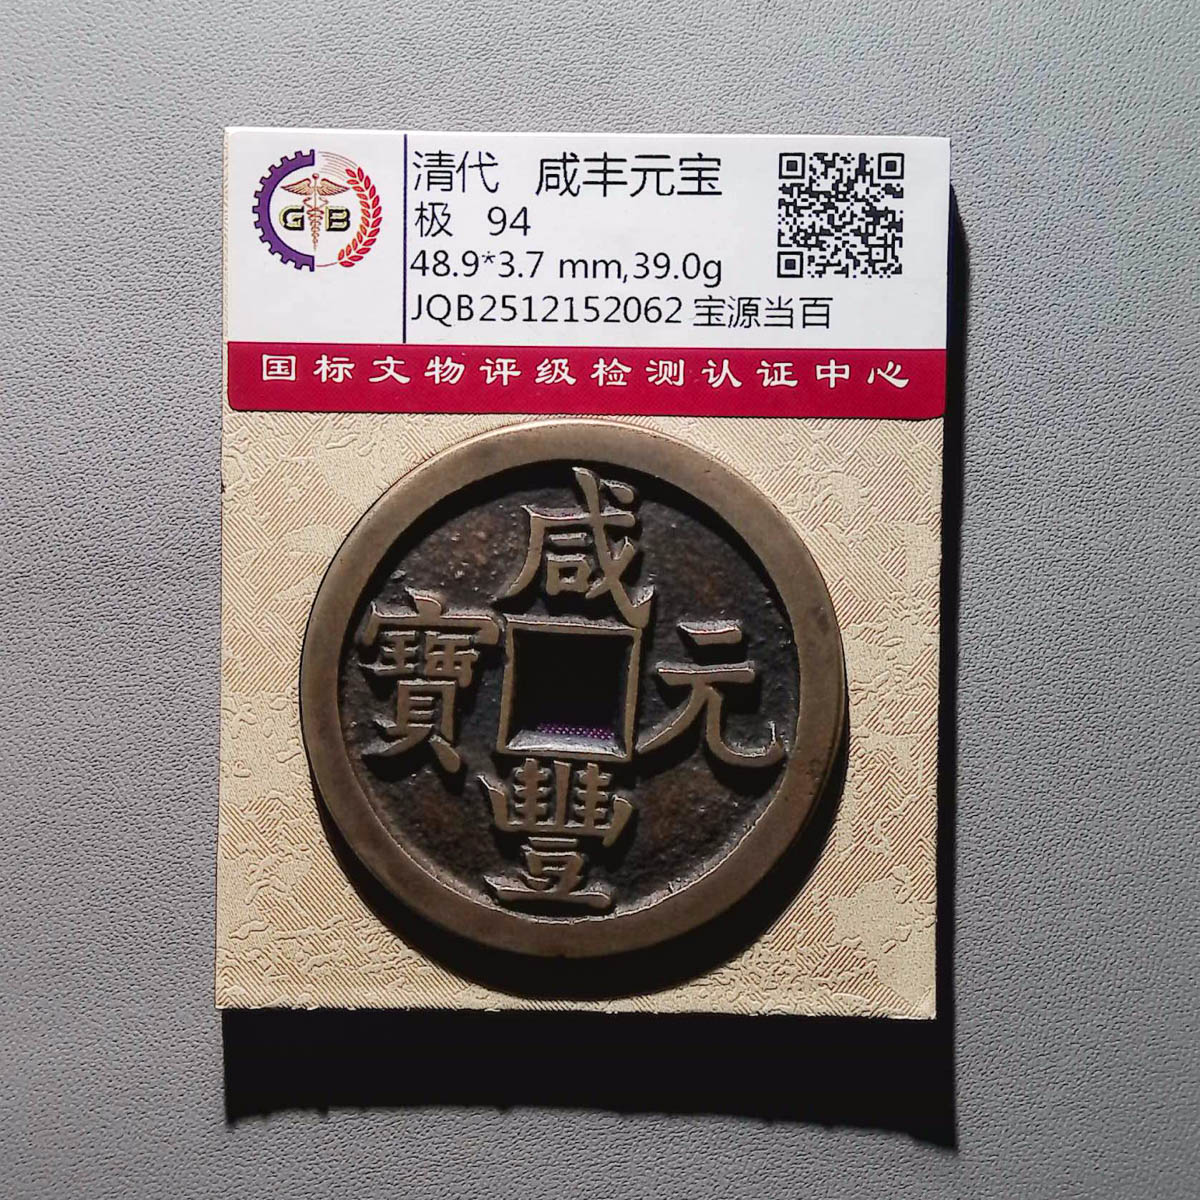 GB
清代 咸丰元宝
极 94
48.9*3.7 mm,39.0g
JQB2512152062 宝源当百
国标文物评级检测认证中心
咸
豐
元
寶